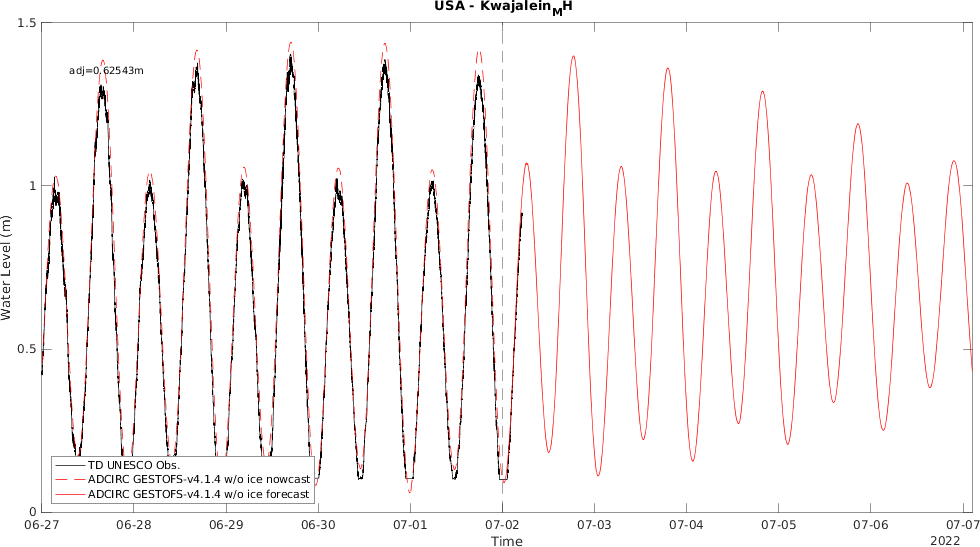 USA - Kwajalein_MH
1.5
adj=0.62543m
1
Water Level (m)
0.5
TD UNESCO Obs.
ADCIRC GESTOFS-v4.1.4 w/o ice nowcast
ADCIRC GESTOFS-v4.1.4 w/o ice forecast
0
06-27 06-28 06-29 06-30 07-01 07-02 07-03 07-04 07-05 07-06 07-07
Time 2022